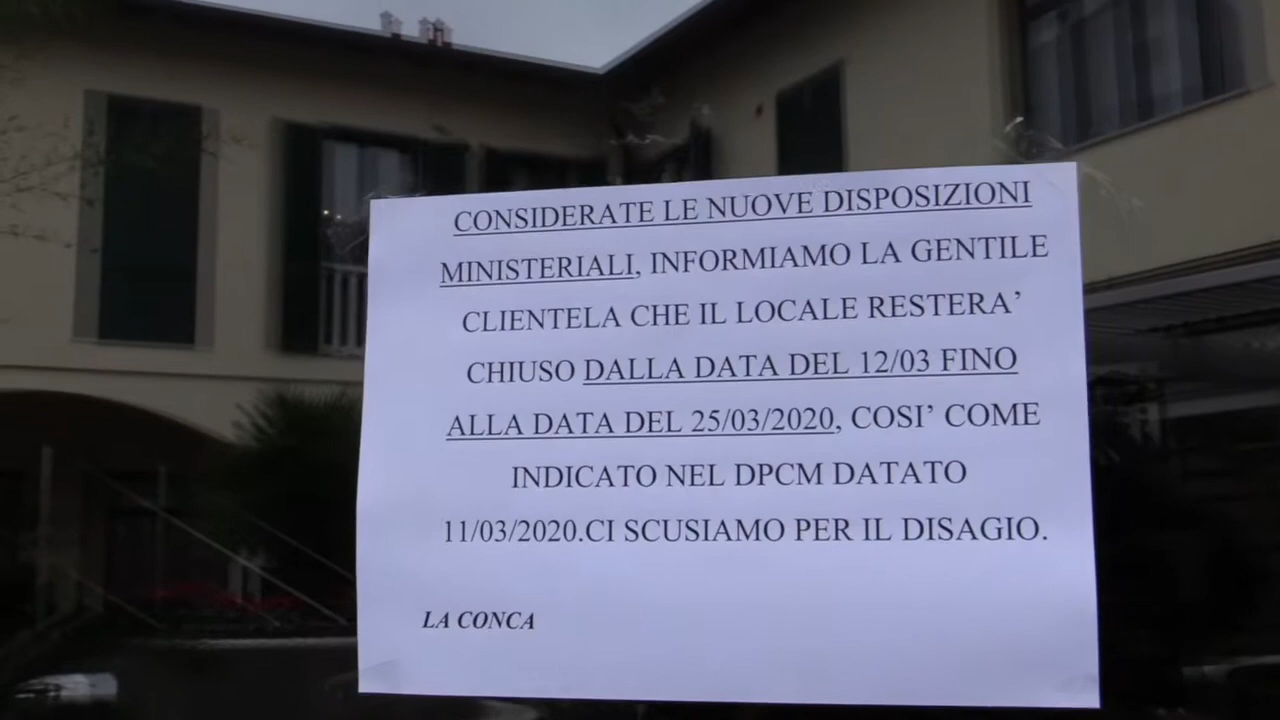 CONSIDERATE LE NUOVE DISPOSIZIONI
MINISTERIALI, INFORMIAMO LA GENTILE
CLIENTELA CHE IL LOCALE RESTERA’
CHIUSO DALLA DATA DEL 12/03 FINO
ALLA DATA DEL 25/03/2020, COSI’ COME
INDICATO NEL DPCM DATATO
11/03/2020.CI SCUSIAMO PER IL DISAGIO.
LA CONCA